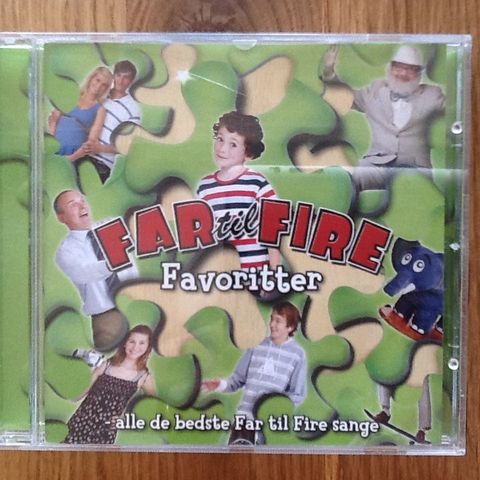 FAR til FIRE
Favoritter
- alle de bedste Far til Fire sange